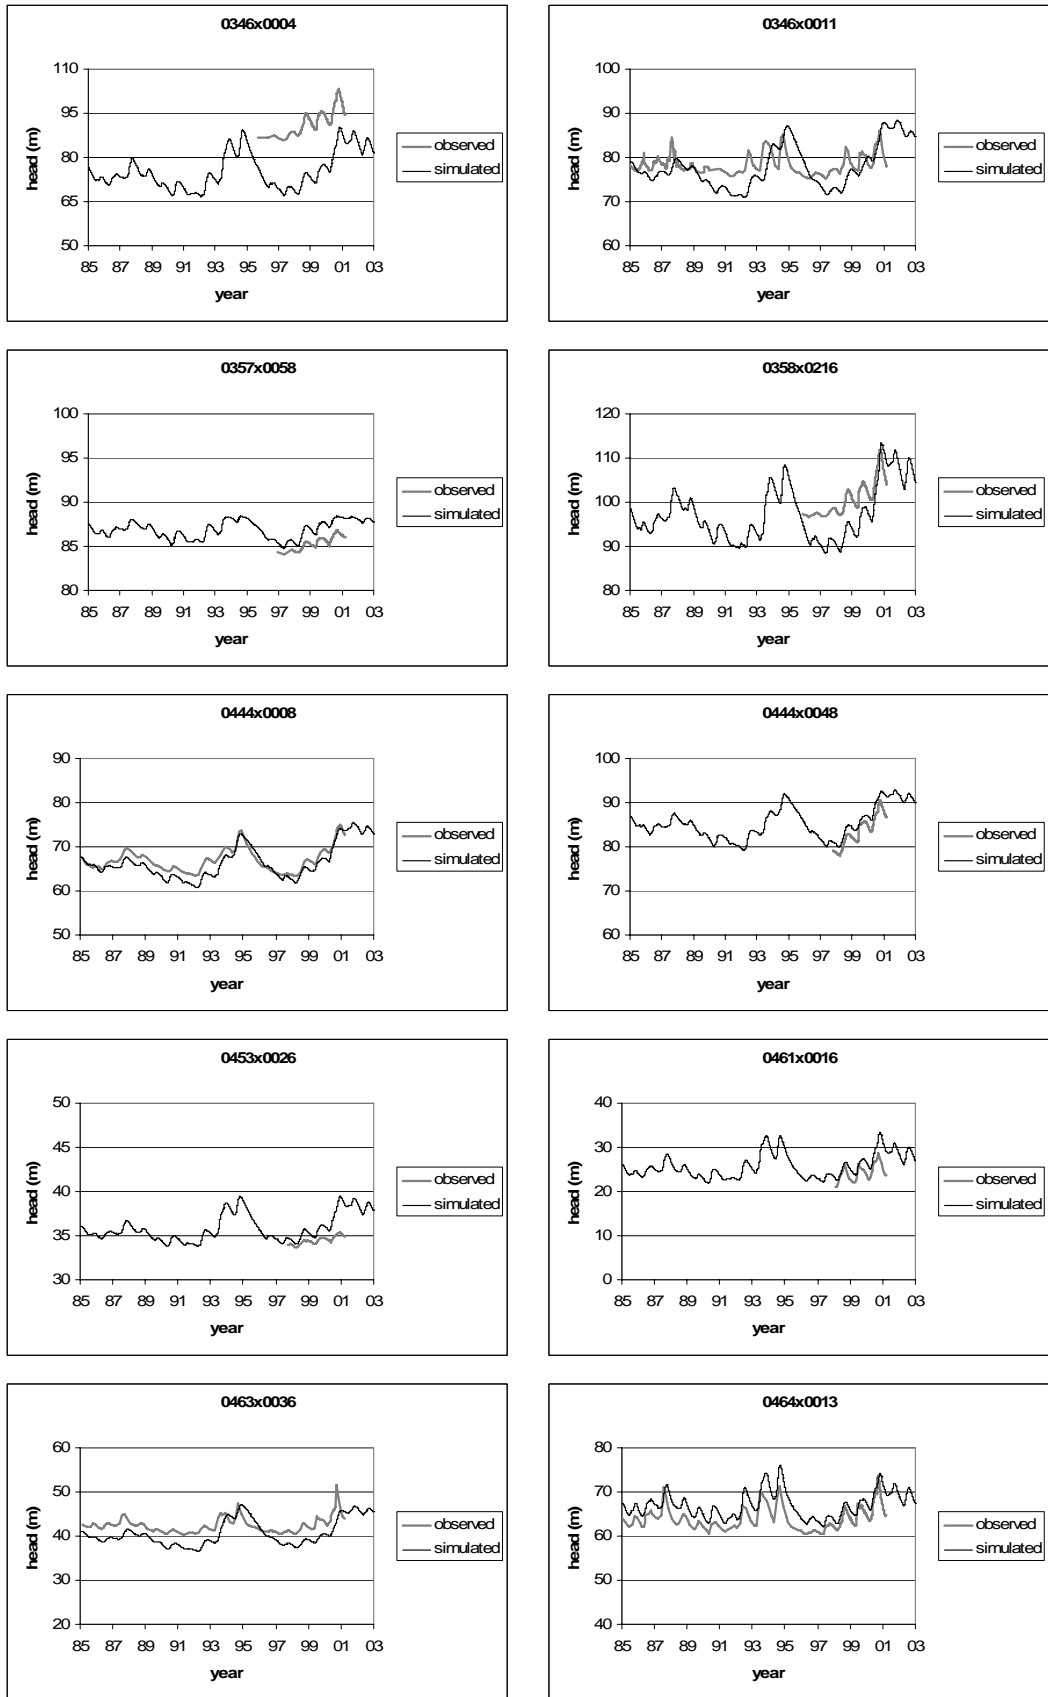 0346x0004
110
95
80
65
50
head (m)
85 87 89 91 93 95 97 99 01 03
year
observed
simulated
0346x0011
100
90
80
70
60
head (m)
85 87 89 91 93 95 97 99 01 03
year
observed
simulated
0357x0058
100
95
90
85
80
head (m)
85 87 89 91 93 95 97 99 01 03
year
observed
simulated
0358x0216
120
110
100
90
80
head (m)
85 87 89 91 93 95 97 99 01 03
year
observed
simulated
0444x0008
90
80
70
60
50
head (m)
85 87 89 91 93 95 97 99 01 03
year
observed
simulated
0444x0048
100
90
80
70
60
head (m)
85 87 89 91 93 95 97 99 01 03
year
observed
simulated
0453x0026
50
45
40
35
30
head (m)
85 87 89 91 93 95 97 99 01 03
year
observed
simulated
0461x0016
40
30
20
10
0
head (m)
85 87 89 91 93 95 97 99 01 03
year
observed
simulated
0463x0036
60
50
40
30
20
head (m)
85 87 89 91 93 95 97 99 01 03
year
observed
simulated
0464x0013
80
70
60
50
40
head (m)
85 87 89 91 93 95 97 99 01 03
year
observed
simulated